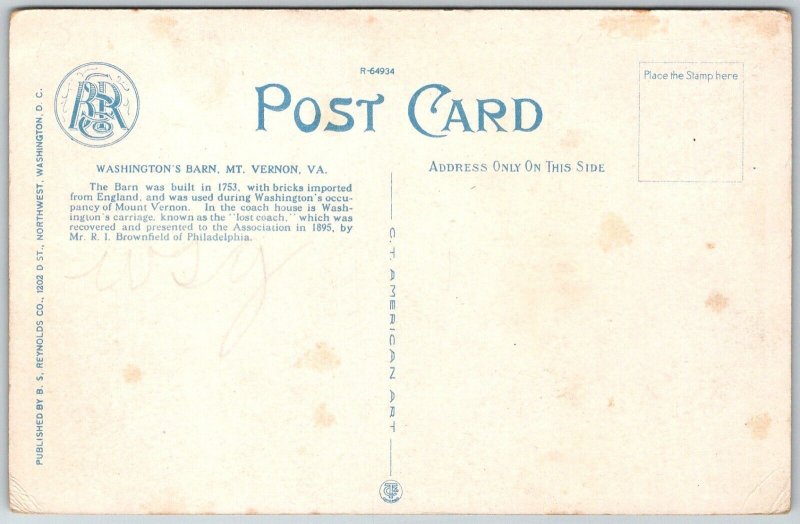 R-64934
POST CARD
Place the Stamp here
ADDRESS ONLY ON THIS SIDE
WASHINGTON'S BARN, MT. VERNON, VA.
The Barn was built in 1753, with bricks imported
from England, and was used during Washington's occu-
pancy of Mount Vernon. In the coach house is Wash-
ington's carriage, known as the "lost coach," which was
recovered and presented to the Association in 1895, by
Mr. R. I. Brownfield of Philadelphia.
PUBLISHED BY B. S. REYNOLDS CO., 1202 D ST., NORTHWEST, WASHINGTON, D. C.
C. T. AMERICAN ART